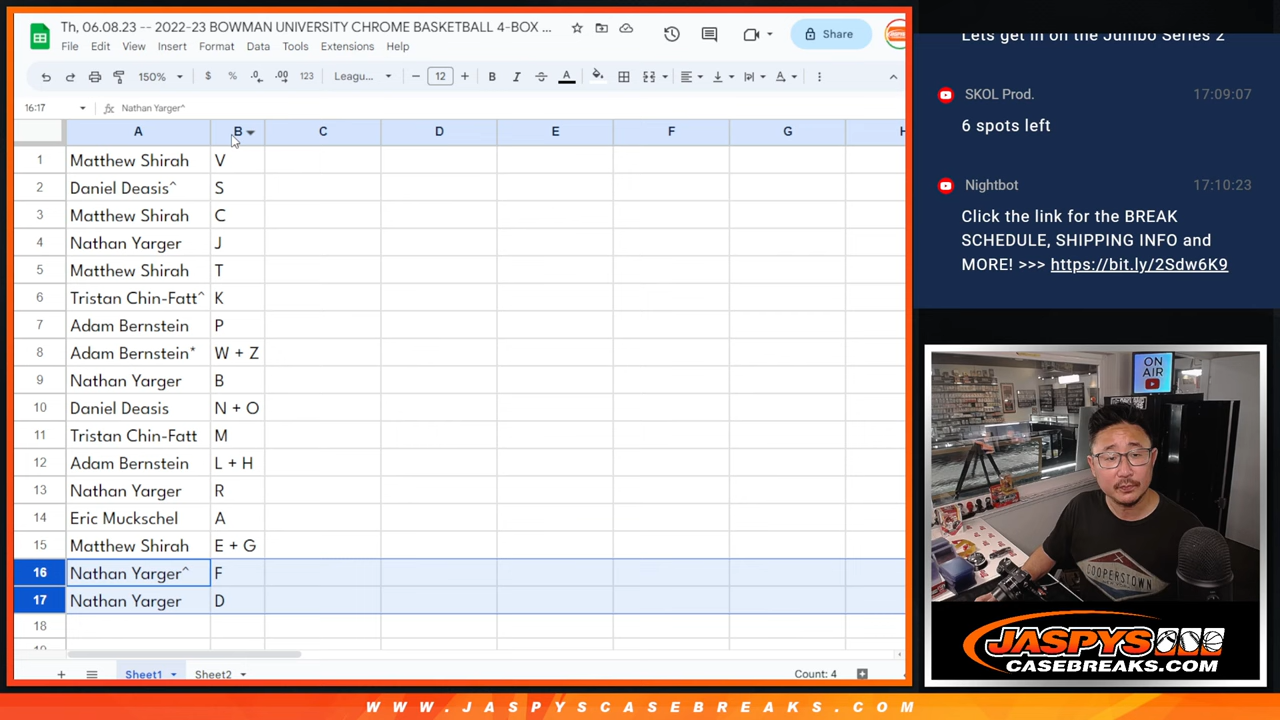 Th, 06.08.23 -- 2022-23 BOWMAN UNIVERSITY CHROME BASKETBALL 4-BOX ...
File Edit View Insert Format Data Tools Extensions Help
Share
150% $ % .0 .00 123 Leagu... 12 B I A
16:17 fx Nathan Yarger^
A B C D E F G H
1 Matthew Shirah V
2 Daniel Deasis^ S
3 Matthew Shirah C
4 Nathan Yarger J
5 Matthew Shirah T
6 Tristan Chin-Fatt^ K
7 Adam Bernstein P
8 Adam Bernstein* W + Z
9 Nathan Yarger B
10 Daniel Deasis N + O
11 Tristan Chin-Fatt M
12 Adam Bernstein L + H
13 Nathan Yarger R
14 Eric Muckschel A
15 Matthew Shirah E + G
16 Nathan Yarger^ F
17 Nathan Yarger D
18
Sheet1 Sheet2 Count: 4
Lets get in on the Jumbo Series 2
SKOL Prod. 17:09:07
6 spots left
Nightbot 17:10:23
Click the link for the BREAK
SCHEDULE, SHIPPING INFO and
MORE! >>> https://bit.ly/2Sdw6K9
ON
AIR
COOPERSTOWN
JASPYS
CASEBREAKS.COM
WWW.JASPYSCASEBREAKS.COM